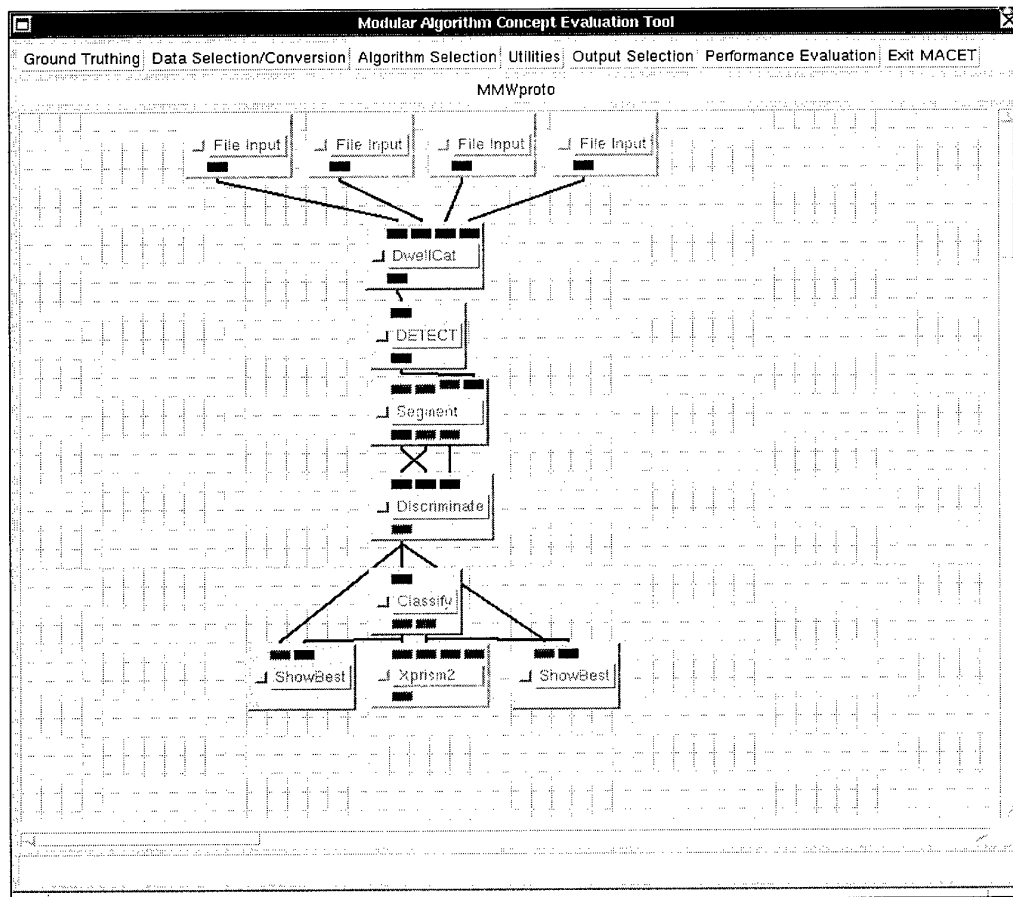 Modular Algorithm Concept Evaluation Tool
Ground Truthing Data Selection/Conversion Algorithm Selection Utilities Output Selection Performance Evaluation Exit MACET
MMWproto
File Input File Input File Input File Input
DwellCat
DETECT
Segment
Discriminate
Classify
ShowBest Xprism2 ShowBest